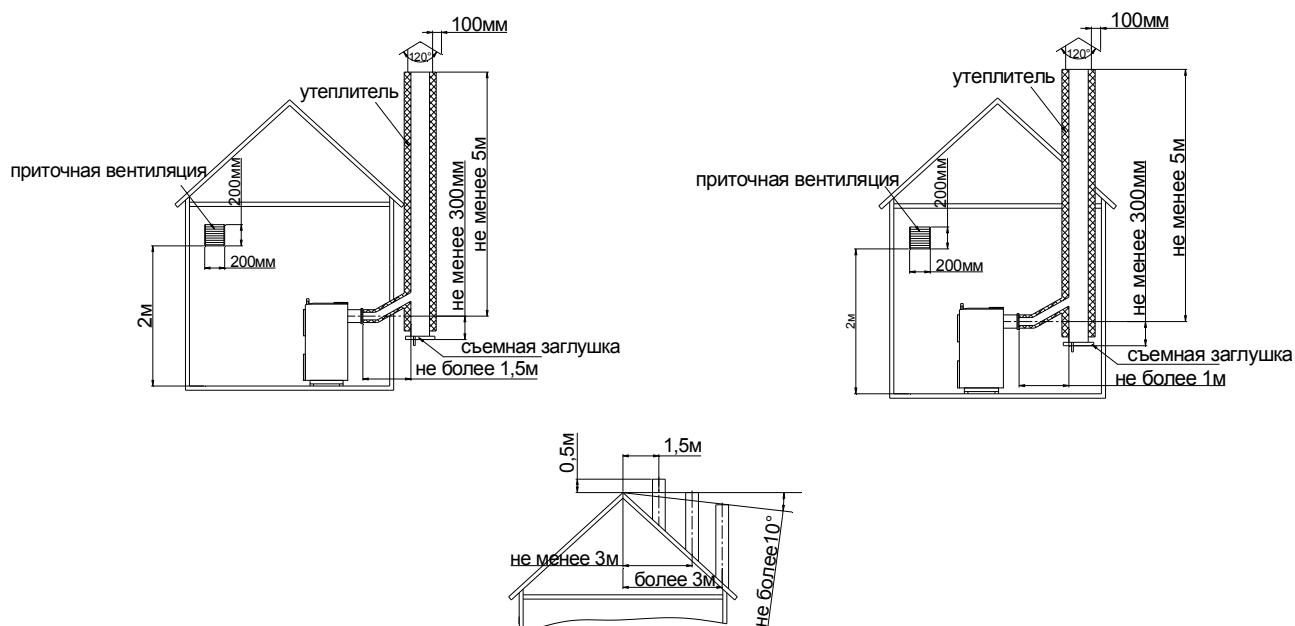 100мм
120°
утеплитель
приточная вентиляция
200мм
200мм
2м
не менее 300мм
не менее 5м
съемная заглушка
не более 1,5м
100мм
120°
утеплитель
приточная вентиляция
200мм
200мм
2м
не менее 300мм
не менее 5м
съемная заглушка
не более 1м
0,5м
1,5м
не менее 3м
более 3м
не более10°